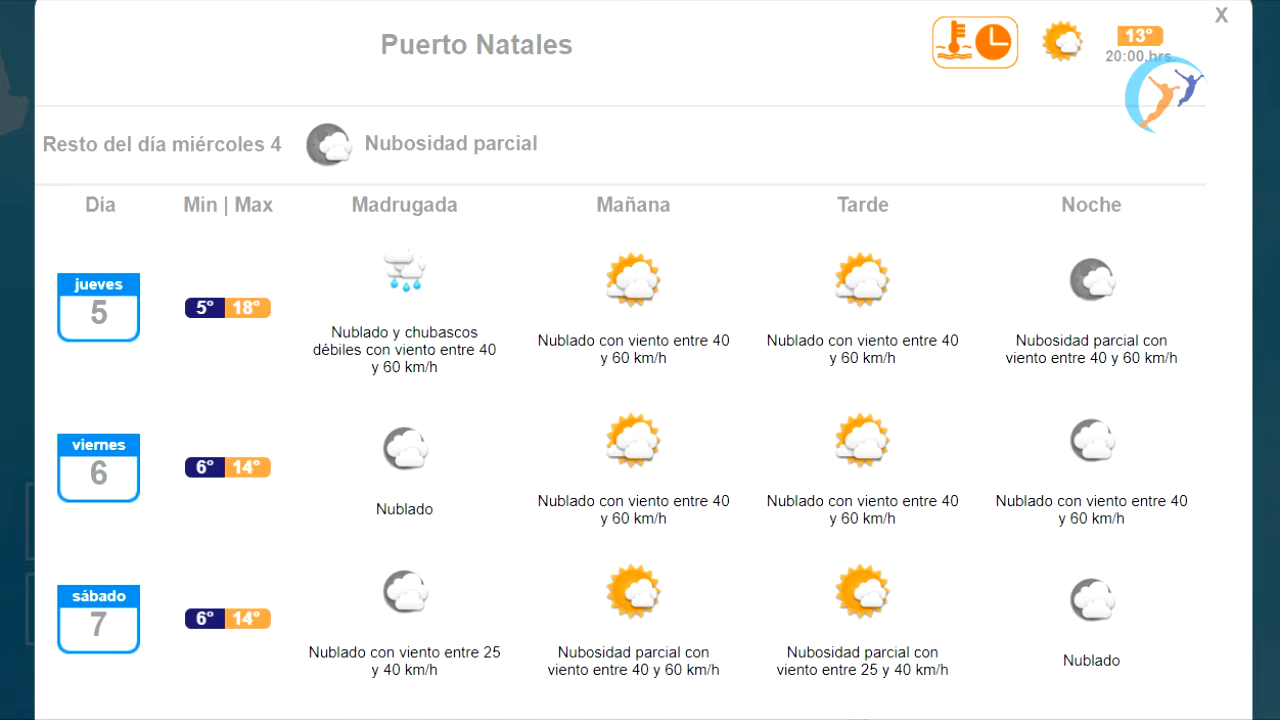 X
Puerto Natales
13°
20:00 hrs.
Resto del día miércoles 4
Nubosidad parcial
Día
Min | Max
Madrugada
Mañana
Tarde
Noche
jueves
5
5° 18°
Nublado y chubascos
débiles con viento entre 40
y 60 km/h
Nublado con viento entre 40
y 60 km/h
Nublado con viento entre 40
y 60 km/h
Nubosidad parcial con
viento entre 40 y 60 km/h
viernes
6
6° 14°
Nublado
Nublado con viento entre 40
y 60 km/h
Nublado con viento entre 40
y 60 km/h
Nublado con viento entre 40
y 60 km/h
sábado
7
6° 14°
Nublado con viento entre 25
y 40 km/h
Nubosidad parcial con
viento entre 40 y 60 km/h
Nubosidad parcial con
viento entre 25 y 40 km/h
Nublado